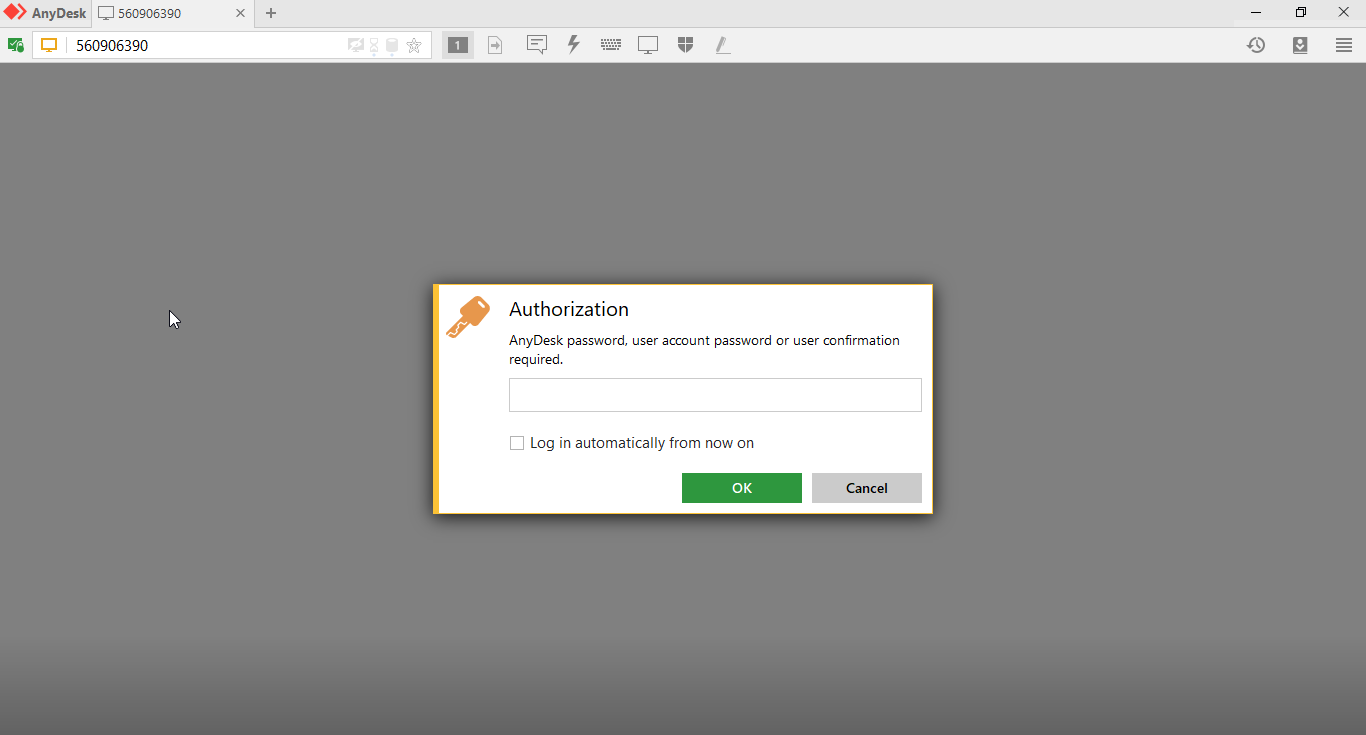 AnyDesk
560906390
560906390
1
Authorization
AnyDesk password, user account password or user confirmation
required.
Log in automatically from now on
OK
Cancel